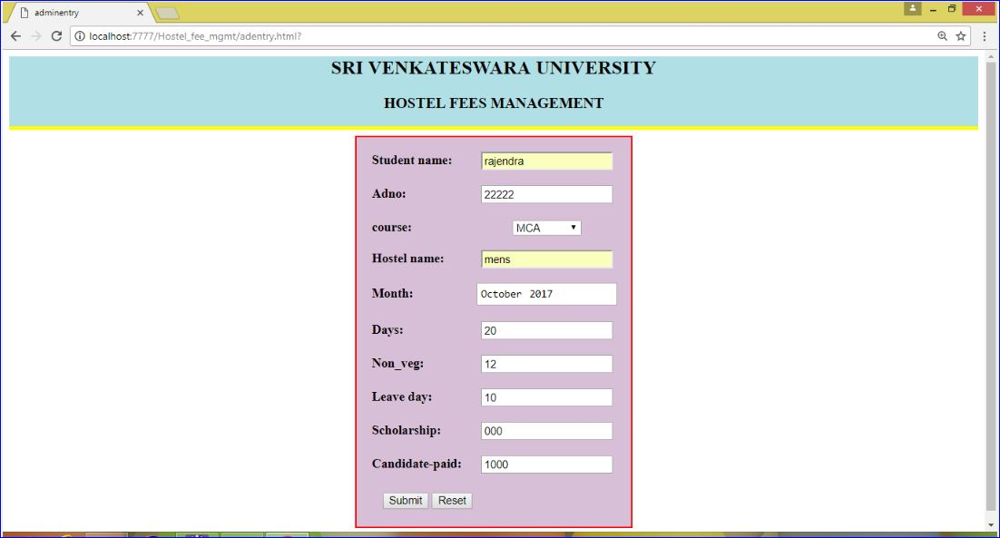 adminentry
localhost:7777/Hostel_fee_mgmt/adentry.html?
SRI VENKATESWARA UNIVERSITY
HOSTEL FEES MANAGEMENT
Student name: rajendra
Adno: 22222
course: MCA
Hostel name: mens
Month: October 2017
Days: 20
Non_veg: 12
Leave day: 10
Scholarship: 000
Candidate-paid: 1000
Submit Reset